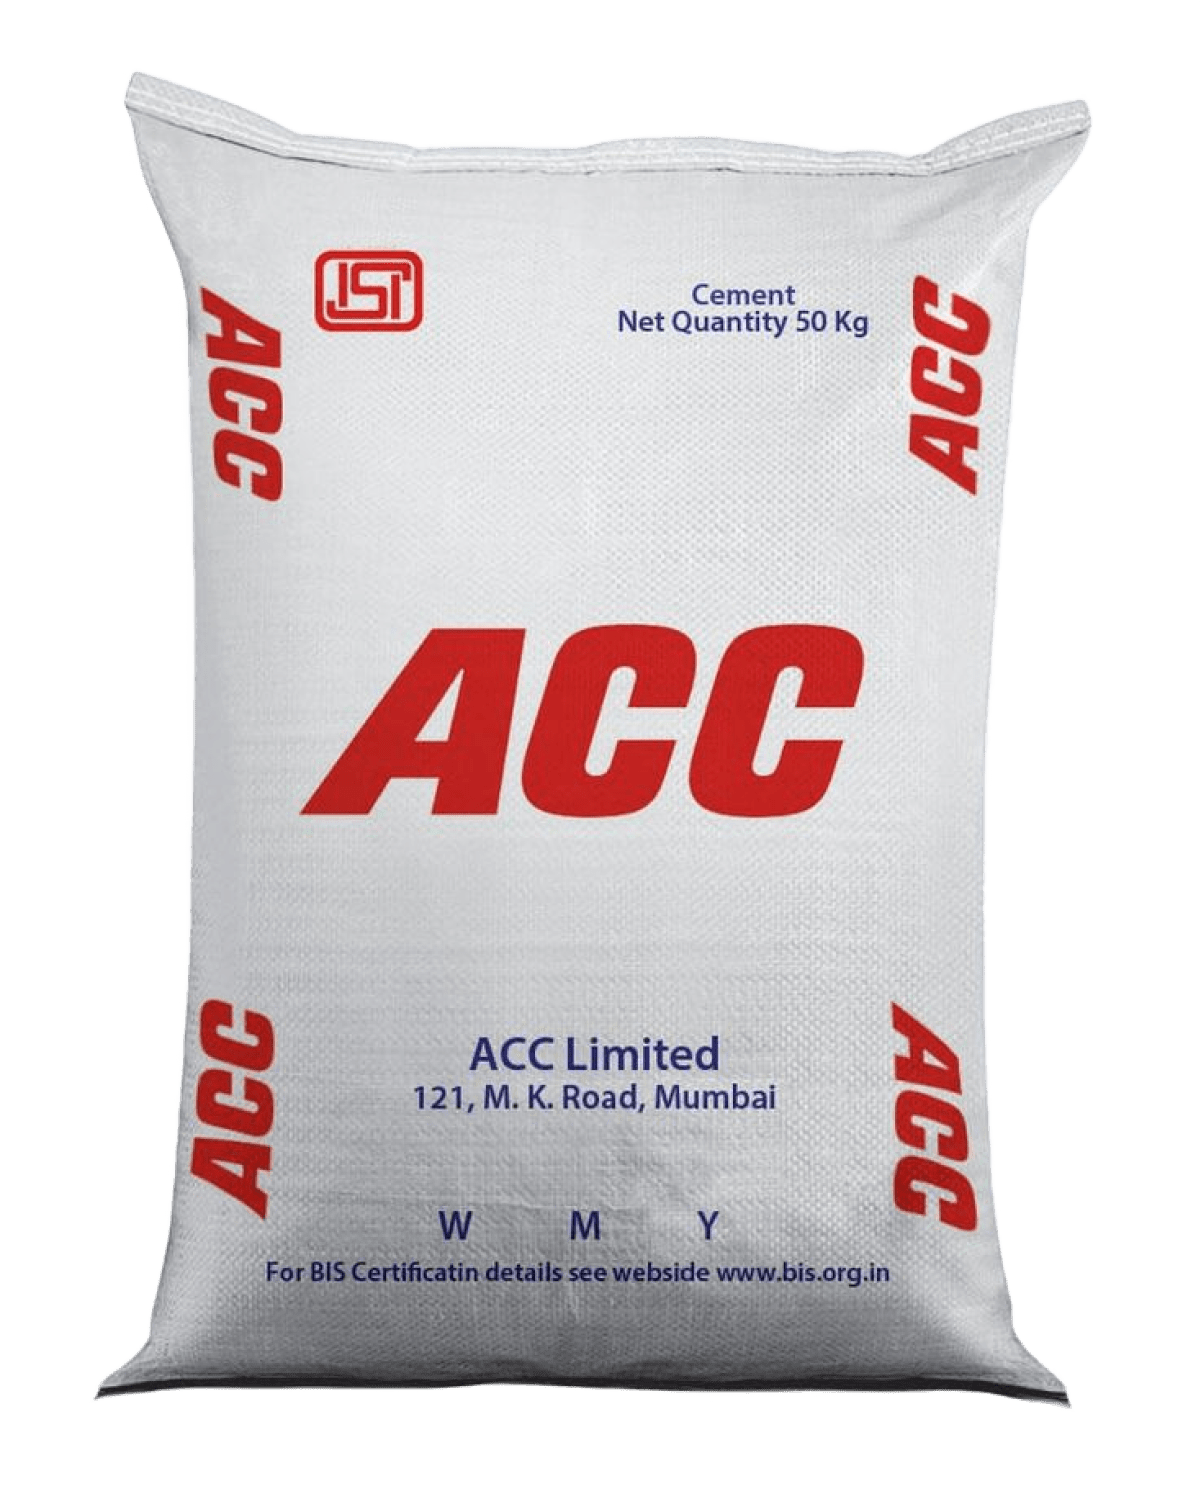 ISI
Cement
Net Quantity 50 Kg
ACC
ACC
ACC
ACC Limited
121, M. K. Road, Mumbai
ACC
ACC
W M Y
For BIS Certificatin details see webside www.bis.org.in